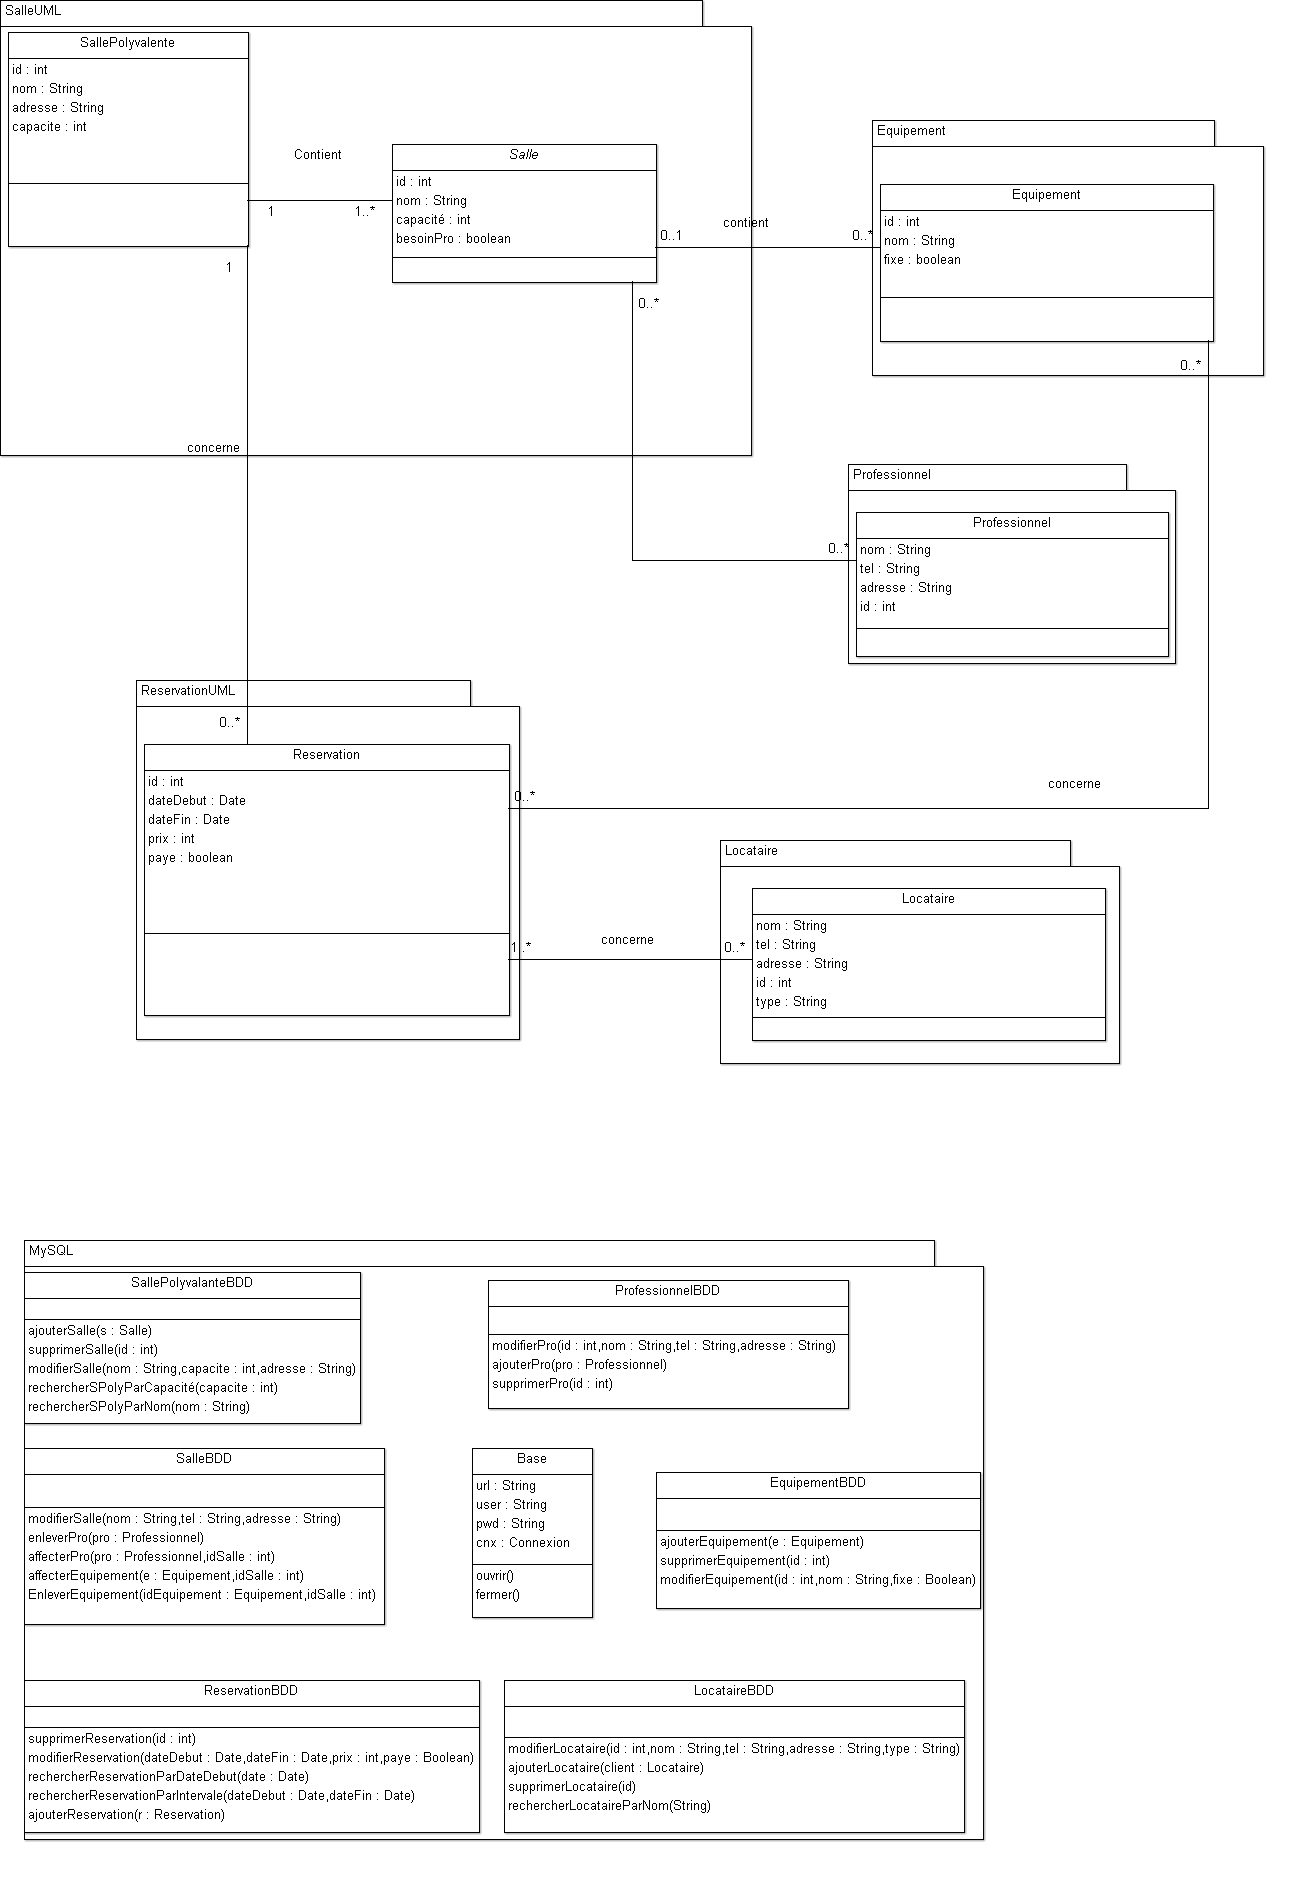 SalleUML
SallePolyvalente
id : int
nom : String
adresse : String
capacite : int
Contient
1
1..*
Salle
id : int
nom : String
capacité : int
besoinPro : boolean
0..1
contient
0..*
Equipement
Equipement
id : int
nom : String
fixe : boolean
1
0..*
0..*
concerne
Professionnel
Professionnel
0..*
nom : String
tel : String
adresse : String
id : int
ReservationUML
0..*
Reservation
id : int
dateDebut : Date
dateFin : Date
prix : int
paye : boolean
0..*
concerne
Locataire
Locataire
nom : String
tel : String
adresse : String
id : int
type : String
1..*
concerne
0..*
MySQL
SallePolyvalanteBDD
ajouterSalle(s : Salle)
supprimerSalle(id : int)
modifierSalle(nom : String,capacite : int,adresse : String)
rechercherSPolyParCapacité(capacite : int)
rechercherSPolyParNom(nom : String)
ProfessionnelBDD
modifierPro(id : int,nom : String,tel : String,adresse : String)
ajouterPro(pro : Professionnel)
supprimerPro(id : int)
SalleBDD
modifierSalle(nom : String,tel : String,adresse : String)
enleverPro(pro : Professionnel)
affecterPro(pro : Professionnel,idSalle : int)
affecterEquipement(e : Equipement,idSalle : int)
EnleverEquipement(idEquipement : Equipement,idSalle : int)
Base
url : String
user : String
pwd : String
cnx : Connexion
ouvrir()
fermer()
EquipementBDD
ajouterEquipement(e : Equipement)
supprimerEquipement(id : int)
modifierEquipement(id : int,nom : String,fixe : Boolean)
ReservationBDD
supprimerReservation(id : int)
modifierReservation(dateDebut : Date,dateFin : Date,prix : int,paye : Boolean)
rechercherReservationParDateDebut(date : Date)
rechercherReservationParIntervale(dateDebut : Date,dateFin : Date)
ajouterReservation(r : Reservation)
LocataireBDD
modifierLocataire(id : int,nom : String,tel : String,adresse : String,type : String)
ajouterLocataire(client : Locataire)
supprimerLocataire(id)
rechercherLocataireParNom(String)